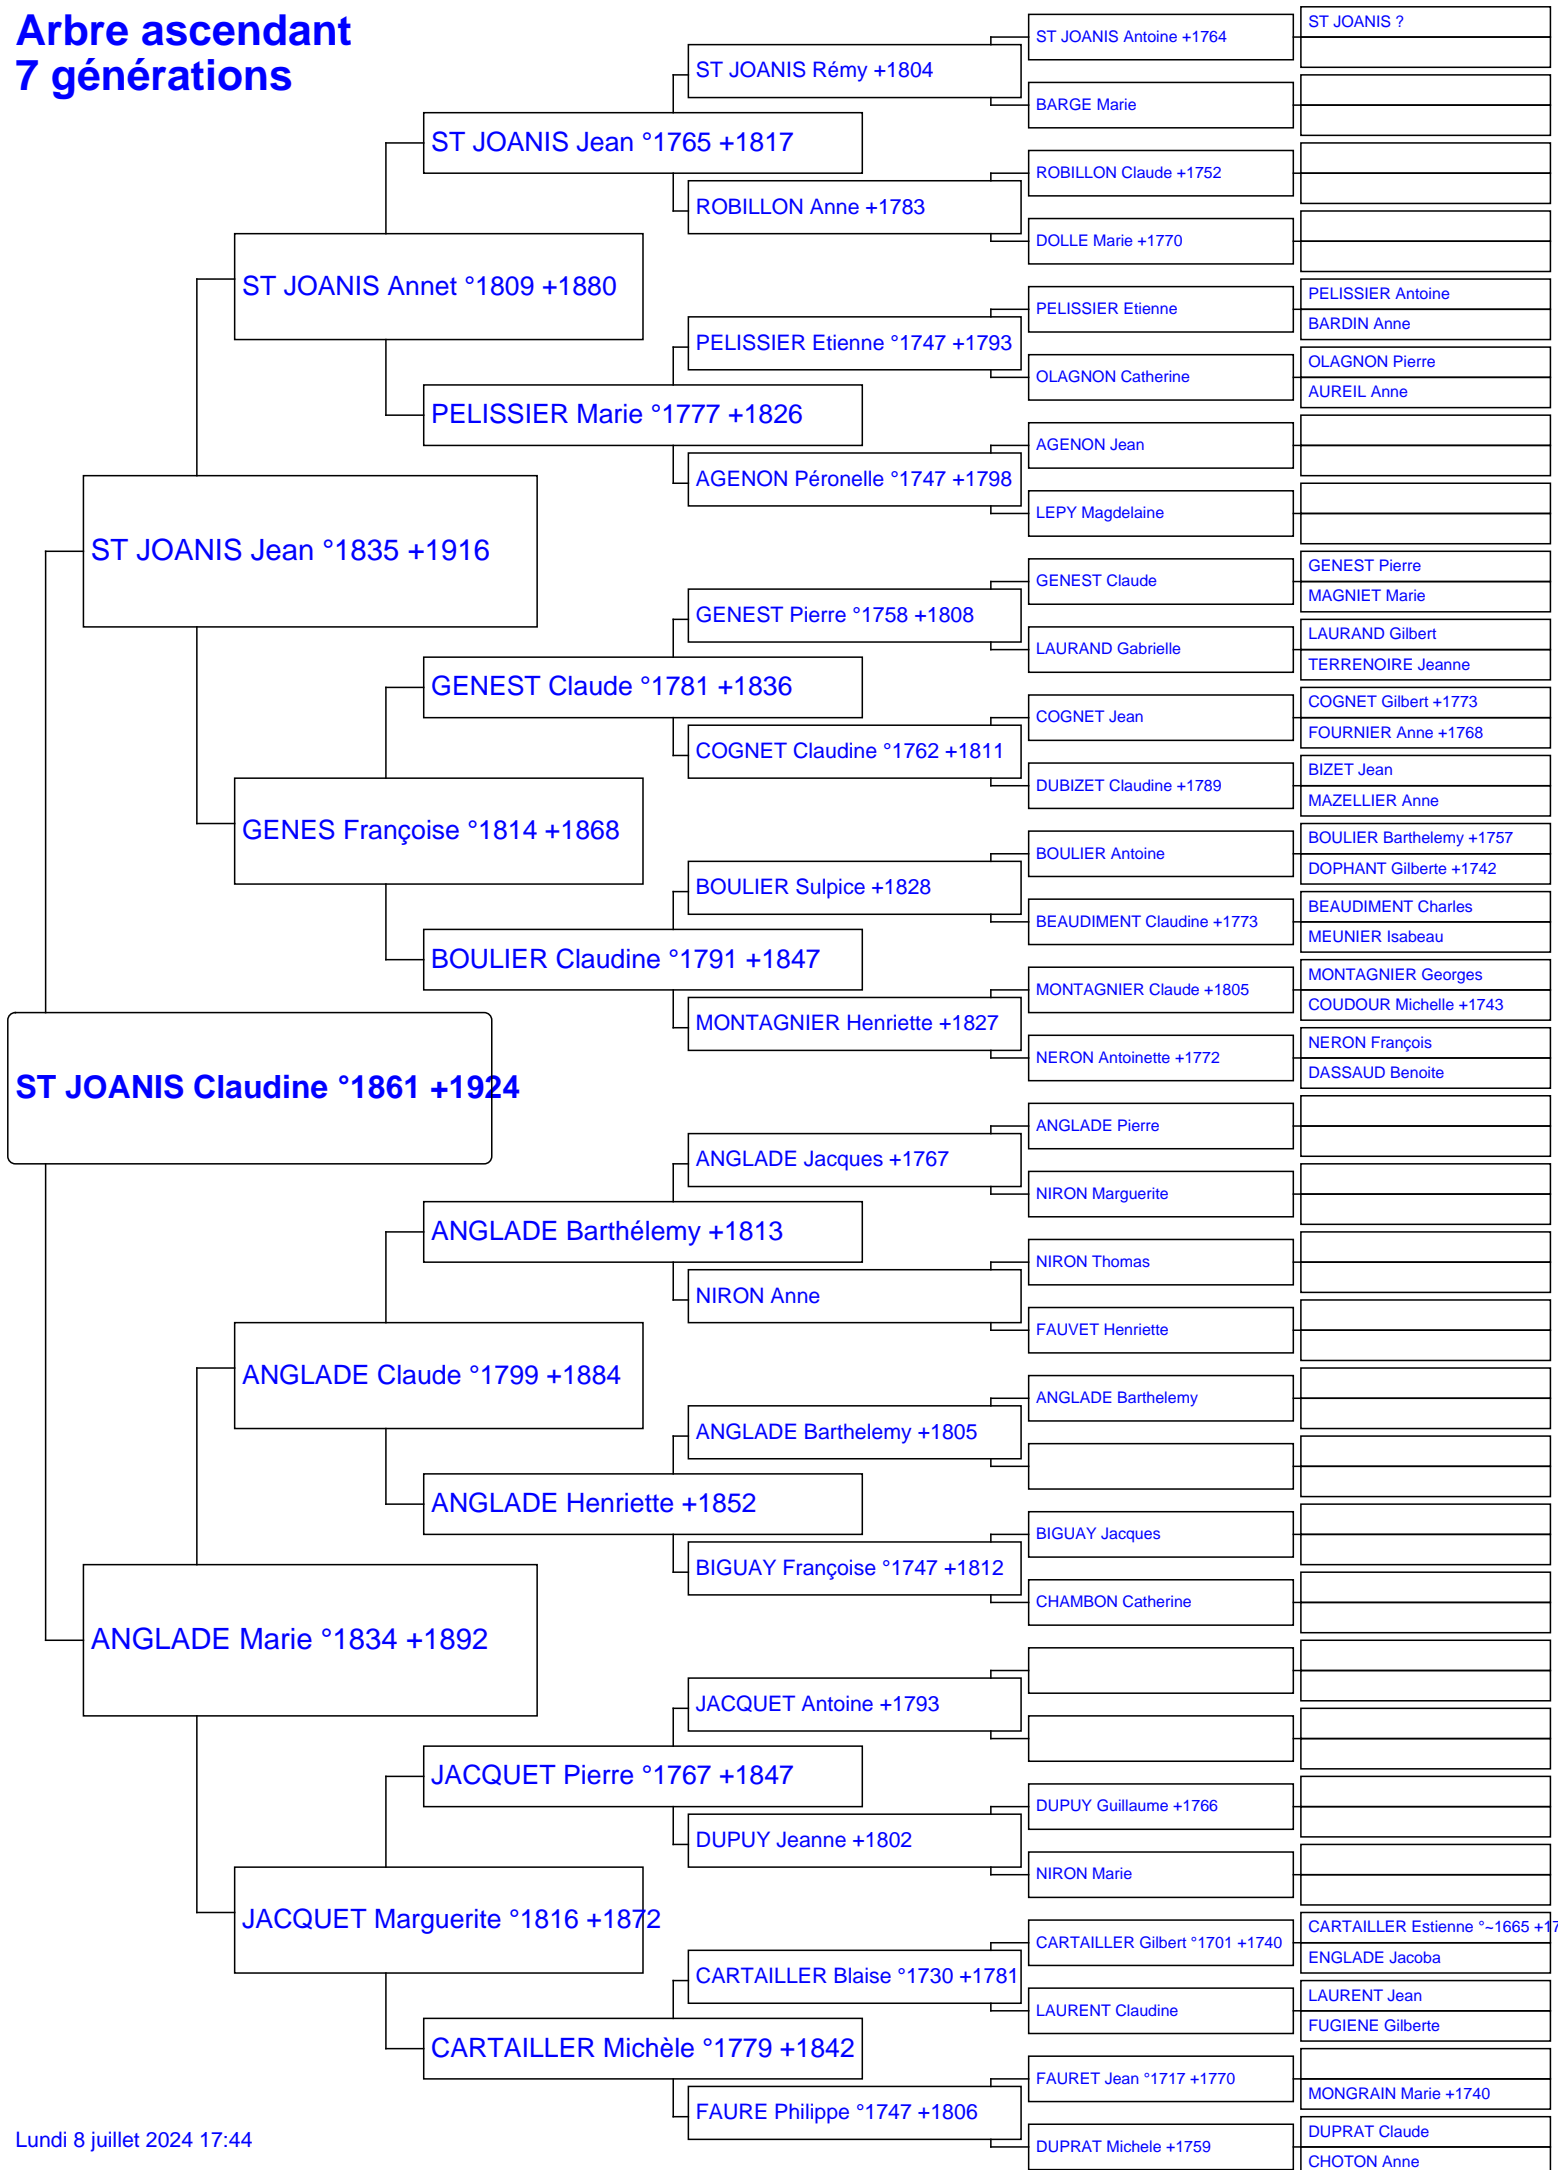 Arbre ascendant
7 générations
ST JOANIS Claudine °1861 +1924
ST JOANIS Jean °1835 +1916
ANGLADE Marie °1834 +1892
ST JOANIS Annet °1809 +1880
GENES Françoise °1814 +1868
ANGLADE Claude °1799 +1884
JACQUET Marguerite °1816 +1872
ST JOANIS Jean °1765 +1817
PELISSIER Marie °1777 +1826
GENEST Claude °1781 +1836
BOULIER Claudine °1791 +1847
ANGLADE Barthélemy +1813
ANGLADE Henriette +1852
JACQUET Pierre °1767 +1847
CARTAILLER Michèle °1779 +1842
ST JOANIS Rémy +1804
ROBILLON Anne +1783
PELISSIER Etienne °1747 +1793
AGENON Péronelle °1747 +1798
GENEST Pierre °1758 +1808
COGNET Claudine °1762 +1811
BOULIER Sulpice +1828
MONTAGNIER Henriette +1827
ANGLADE Jacques +1767
NIRON Anne
ANGLADE Barthelemy +1805
BIGUAY Françoise °1747 +1812
JACQUET Antoine +1793
DUPUY Jeanne +1802
CARTAILLER Blaise °1730 +1781
FAURE Philippe °1747 +1806
ST JOANIS Antoine +1764
BARGE Marie
ROBILLON Claude +1752
DOLLE Marie +1770
PELISSIER Etienne
OLAGNON Catherine
AGENON Jean
LEPY Magdelaine
GENEST Claude
LAURAND Gabrielle
COGNET Jean
DUBIZET Claudine +1789
BOULIER Antoine
BEAUDIMENT Claudine +1773
MONTAGNIER Claude +1805
NERON Antoinette +1772
ANGLADE Pierre
NIRON Marguerite
NIRON Thomas
FAUVET Henriette
ANGLADE Barthelemy
BIGUAY Jacques
CHAMBON Catherine
DUPUY Guillaume +1766
NIRON Marie
CARTAILLER Gilbert °1701 +1740
LAURENT Claudine
FAURET Jean °1717 +1770
DUPRAT Michele +1759
ST JOANIS ?
PELISSIER Antoine
BARDIN Anne
OLAGNON Pierre
AUREIL Anne
GENEST Pierre
MAGNIET Marie
LAURAND Gilbert
TERRENOIRE Jeanne
COGNET Gilbert +1773
FOURNIER Anne +1768
BIZET Jean
MAZELLIER Anne
BOULIER Barthelemy +1757
DOPHANT Gilberte +1742
BEAUDIMENT Charles
MEUNIER Isabeau
MONTAGNIER Georges
COUDOUR Michelle +1743
NERON François
DASSAUD Benoite
CARTAILLER Estienne °~1665
ENGLADE Jacoba
LAURENT Jean
FUGIENE Gilberte
MONGRAIN Marie +1740
DUPRAT Claude
CHOTON Anne
Lundi 8 juillet 2024 17:44